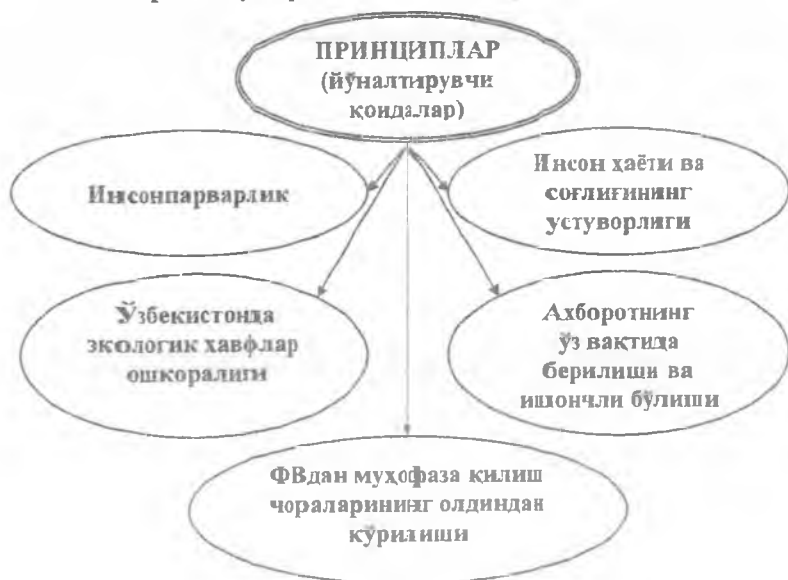 ПРИНЦИПЛАР
(йўналтирувчи
қоидалар)
Инсонпарварлик
Инсон ҳаёти ва
соғлиғининг
устуворлиги
Ўзбекистонда
экологик хавфлар
ошкоралиги
Ахборотнинг
ўз вақтида
берилиши ва
ишончли бўлиши
ФВдан муҳофаза қилиш
чораларининг олдиндан
кўрилиши